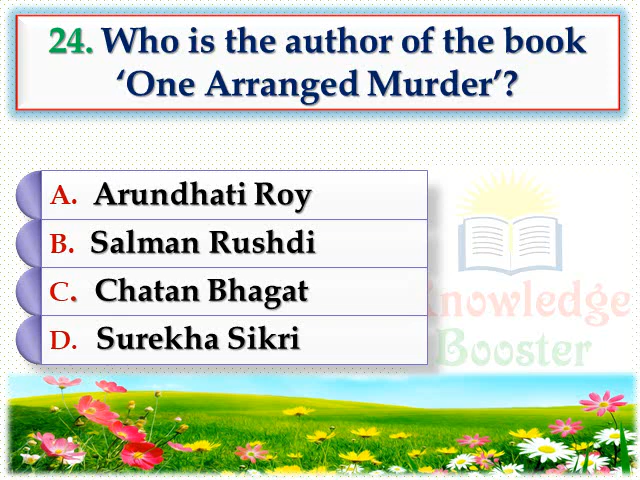 24. Who is the author of the book
‘One Arranged Murder’?
A. Arundhati Roy
B. Salman Rushdi
C. Chatan Bhagat
D. Surekha Sikri
Knowledge
Booster